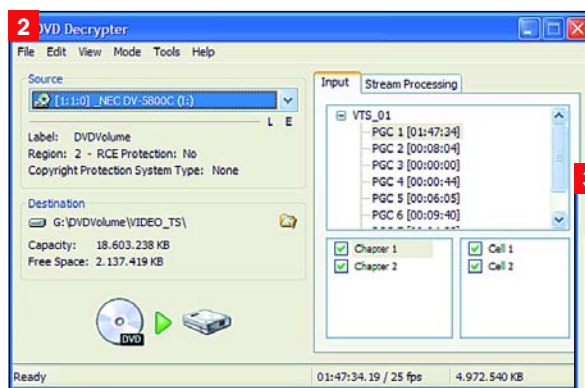 2
DVD Decrypter
File Edit View Mode Tools Help
Source
[1:1:0] _NEC DV-5800C (I:)
L E
Label: DVDVolume
Region: 2 - RCE Protection: No
Copyright Protection System Type: None
Destination
G:\DVDVolume\VIDEO_TS\
Capacity: 18.603.238 KB
Free Space: 2.137.419 KB
DVD
Input Stream Processing
VTS_01
PGC 1 [01:47:34]
PGC 2 [00:08:04]
PGC 3 [00:00:00]
PGC 4 [00:00:44]
PGC 5 [00:06:05]
PGC 6 [00:09:40]
Chapter 1
Chapter 2
Cell 1
Cell 2
Ready
01:47:34.19 / 25 fps
4.972.540 KB